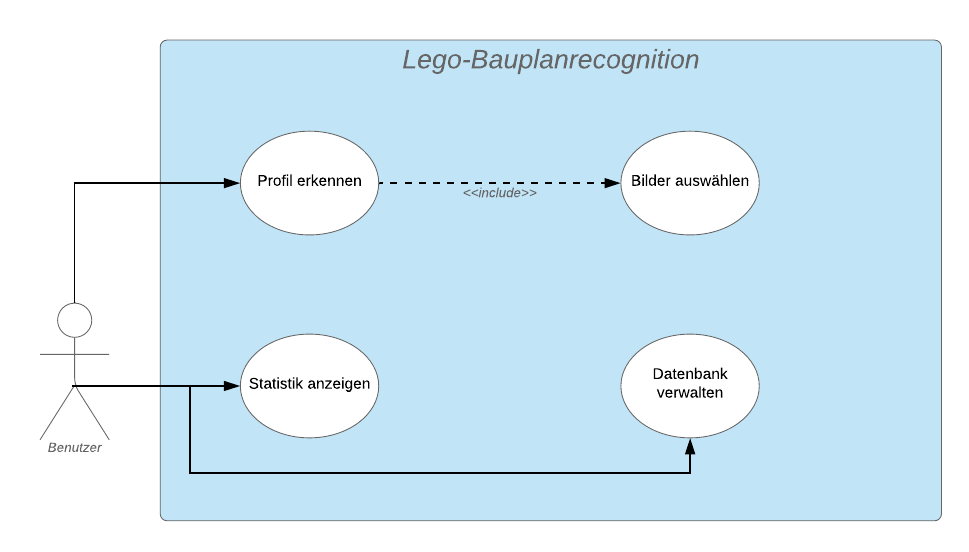 Lego-Bauplanrecognition
Profil erkennen
<<include>>
Bilder auswählen
Statistik anzeigen
Datenbank
verwalten
Benutzer